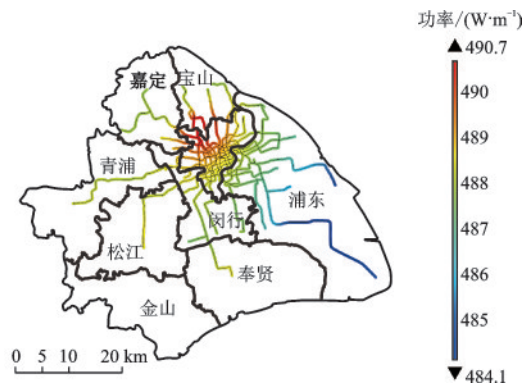 功率/(W·m⁻¹)
490.7
490
489
488
487
486
485
484.1
嘉定
宝山
青浦
浦东
松江
闵行
奉贤
金山
0 10 20 km